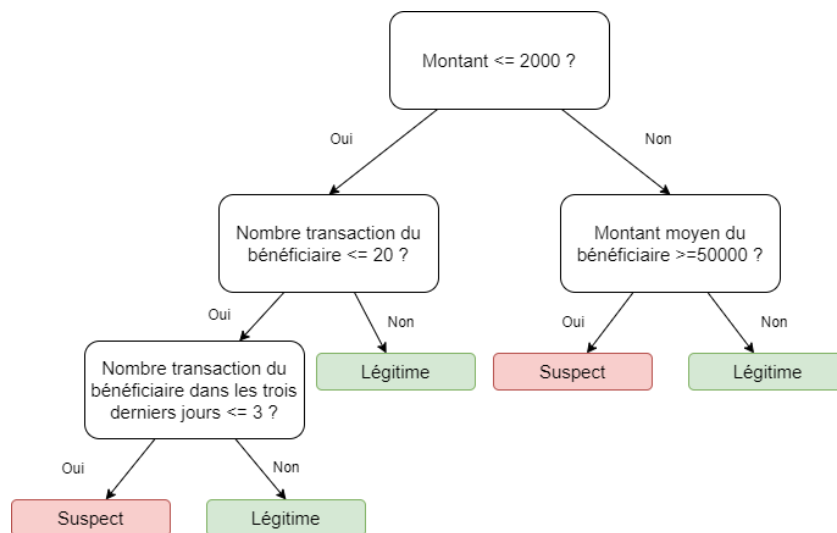 Montant <= 2000 ?
Oui
Non
Nombre transaction du
bénéficiaire <= 20 ?
Montant moyen du
bénéficiaire >=50000 ?
Oui
Non
Oui
Non
Nombre transaction du
bénéficiaire dans les trois
derniers jours <= 3 ?
Légitime
Suspect
Légitime
Oui
Non
Suspect
Légitime